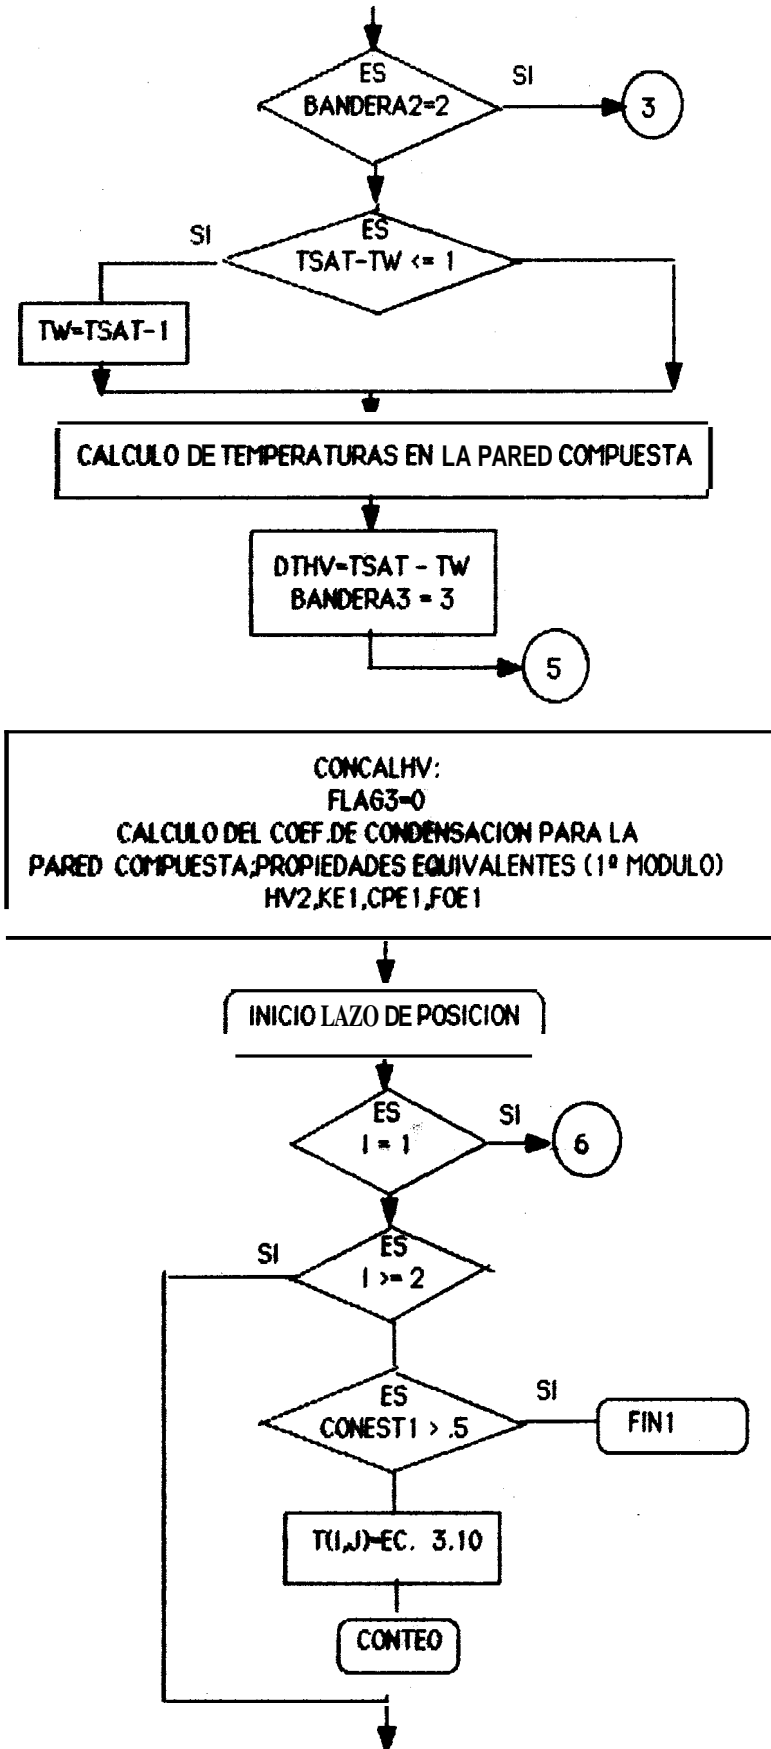 ES
BANDERA2=2
SI
3
SI
ES
TSAT-TW <= 1
TW=TSAT-1
CALCULO DE TEMPERATURAS EN LA PARED COMPUESTA
DTHV=TSAT - TW
BANDERA3 = 3
5
CONCALHV:
FLAG3=0
CALCULO DEL COEF.DE CONDENSACION PARA LA
PARED COMPUESTA;PROPIEDADES EQUIVALENTES (1º MODULO)
HV2,KE1,CPE1,FOE1
INICIO LAZO DE POSICION
ES
I = 1
SI
6
SI
ES
I >= 2
ES
CONEST1 > .5
SI
FIN1
T(I,J)=EC. 3.10
CONTEO